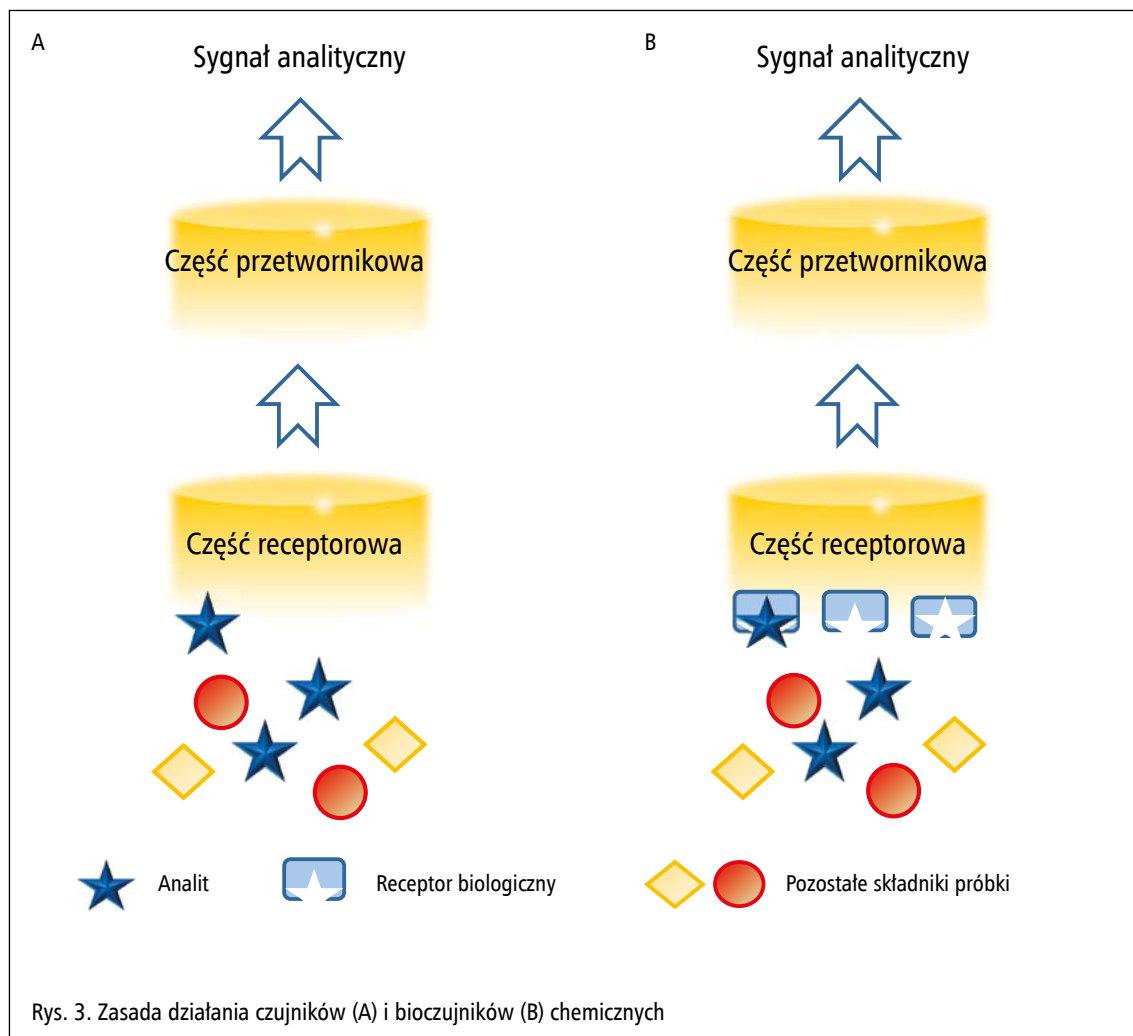 A
Sygnał analityczny
Część przetwornikowa
Część receptorowa
B
Sygnał analityczny
Część przetwornikowa
Część receptorowa
Analit
Receptor biologiczny
Pozostałe składniki próbki
Rys. 3. Zasada działania czujników (A) i bioczujników (B) chemicznych